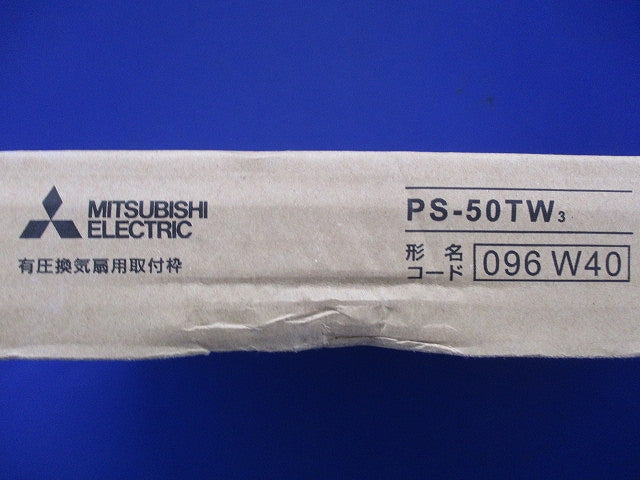 MITSUBISHI
ELECTRIC
有圧換気扇用取付枠
PS-50TW₃
形名
コード
096 W40